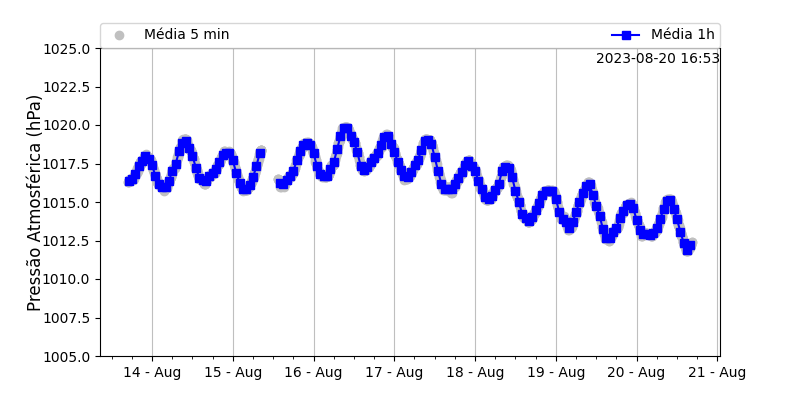 Média 5 min
Média 1h
2023-08-20 16:53
Pressão Atmosférica (hPa)
1025.0
1022.5
1020.0
1017.5
1015.0
1012.5
1010.0
1007.5
1005.0
14 - Aug
15 - Aug
16 - Aug
17 - Aug
18 - Aug
19 - Aug
20 - Aug
21 - Aug